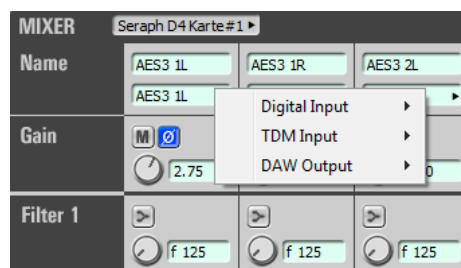 MIXER Seraph D4 Karte#1
Name AES3 1L AES3 1R AES3 2L
AES3 1L
Digital Input
TDM Input
DAW Output
Gain M Ø
2.75 0
Filter 1
f 125 f 125 f 125